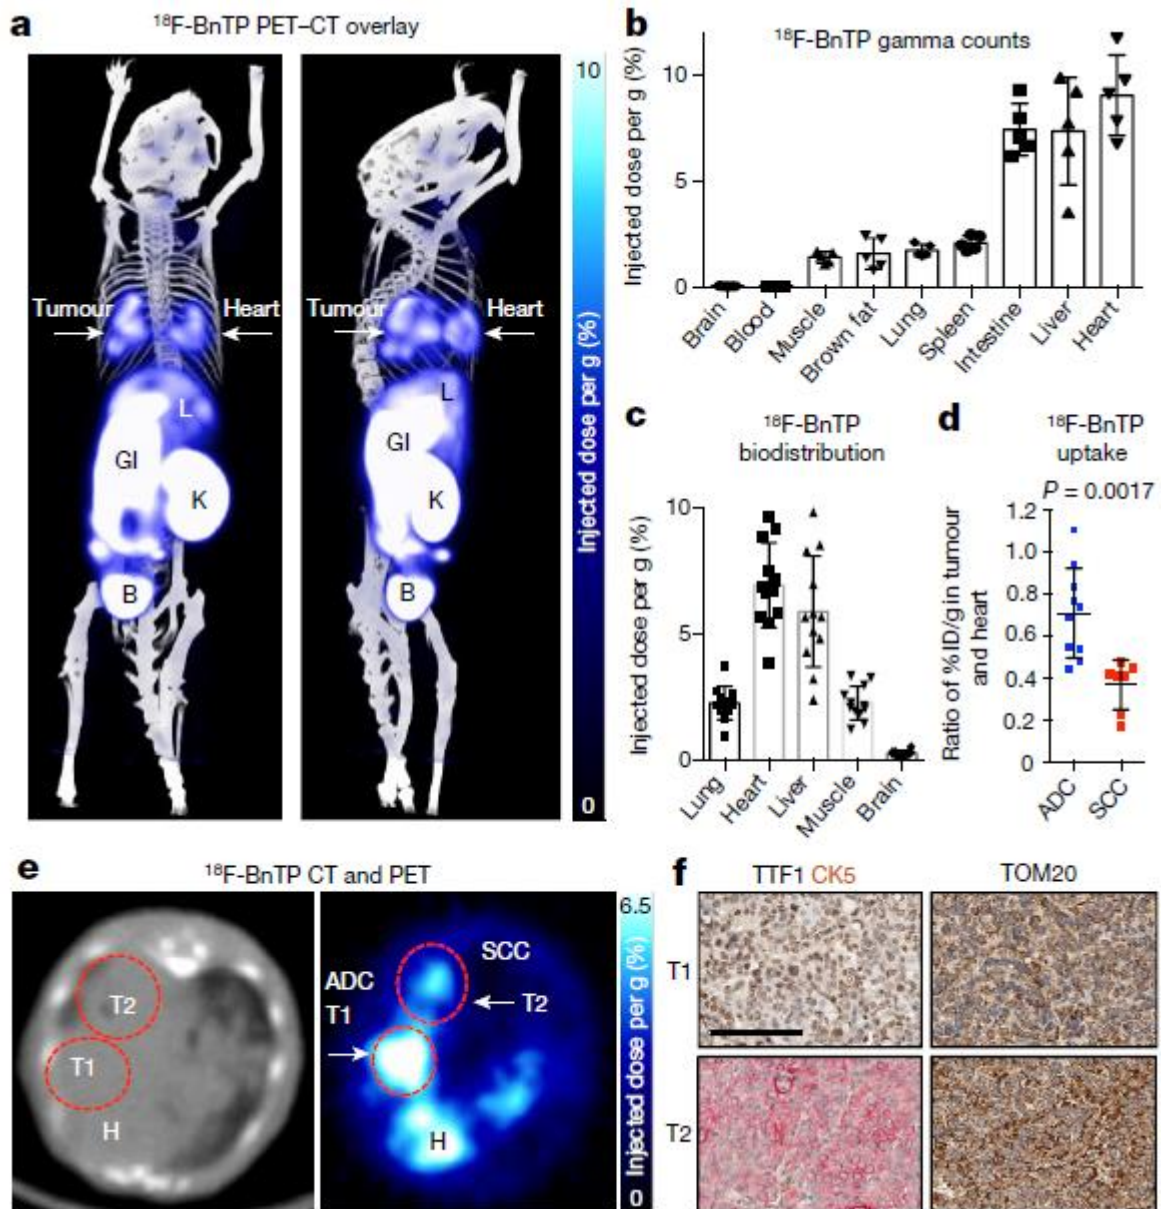 a
18F-BnTP PET–CT overlay
Tumour
Heart
L
GI
K
B
Tumour
Heart
L
GI
K
B
10
Injected dose per g (%)
0
b
18F-BnTP gamma counts
Injected dose per g (%)
10
5
0
Brain
Blood
Muscle
Brown fat
Lung
Spleen
Intestine
Liver
Heart
c
18F-BnTP
biodistribution
Injected dose per g (%)
10
5
0
Lung
Heart
Liver
Muscle
Brain
d
18F-BnTP
uptake
P = 0.0017
Ratio of %ID/g in tumour
and heart
1.2
1.0
0.8
0.6
0.4
0.2
0
ADC
SCC
e
18F-BnTP CT and PET
T2
T1
H
SCC
ADC
T1
T2
H
6.5
Injected dose per g (%)
0
f
TTF1 CK5
TOM20
T1
T2